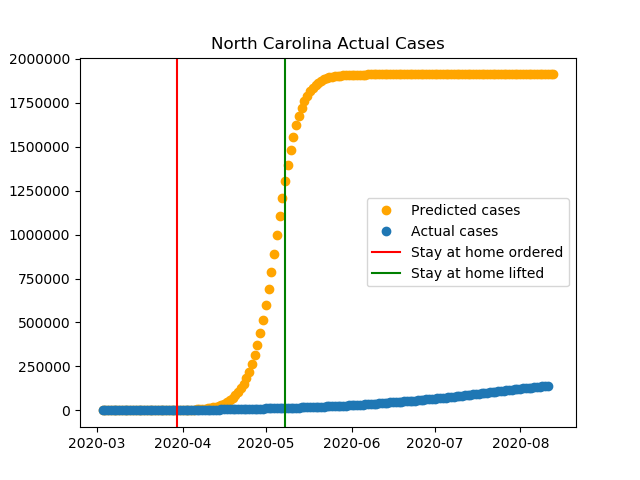 North Carolina Actual Cases
2000000
1750000
1500000
1250000
1000000
750000
500000
250000
0
Predicted cases
Actual cases
Stay at home ordered
Stay at home lifted
2020-03 2020-04 2020-05 2020-06 2020-07 2020-08